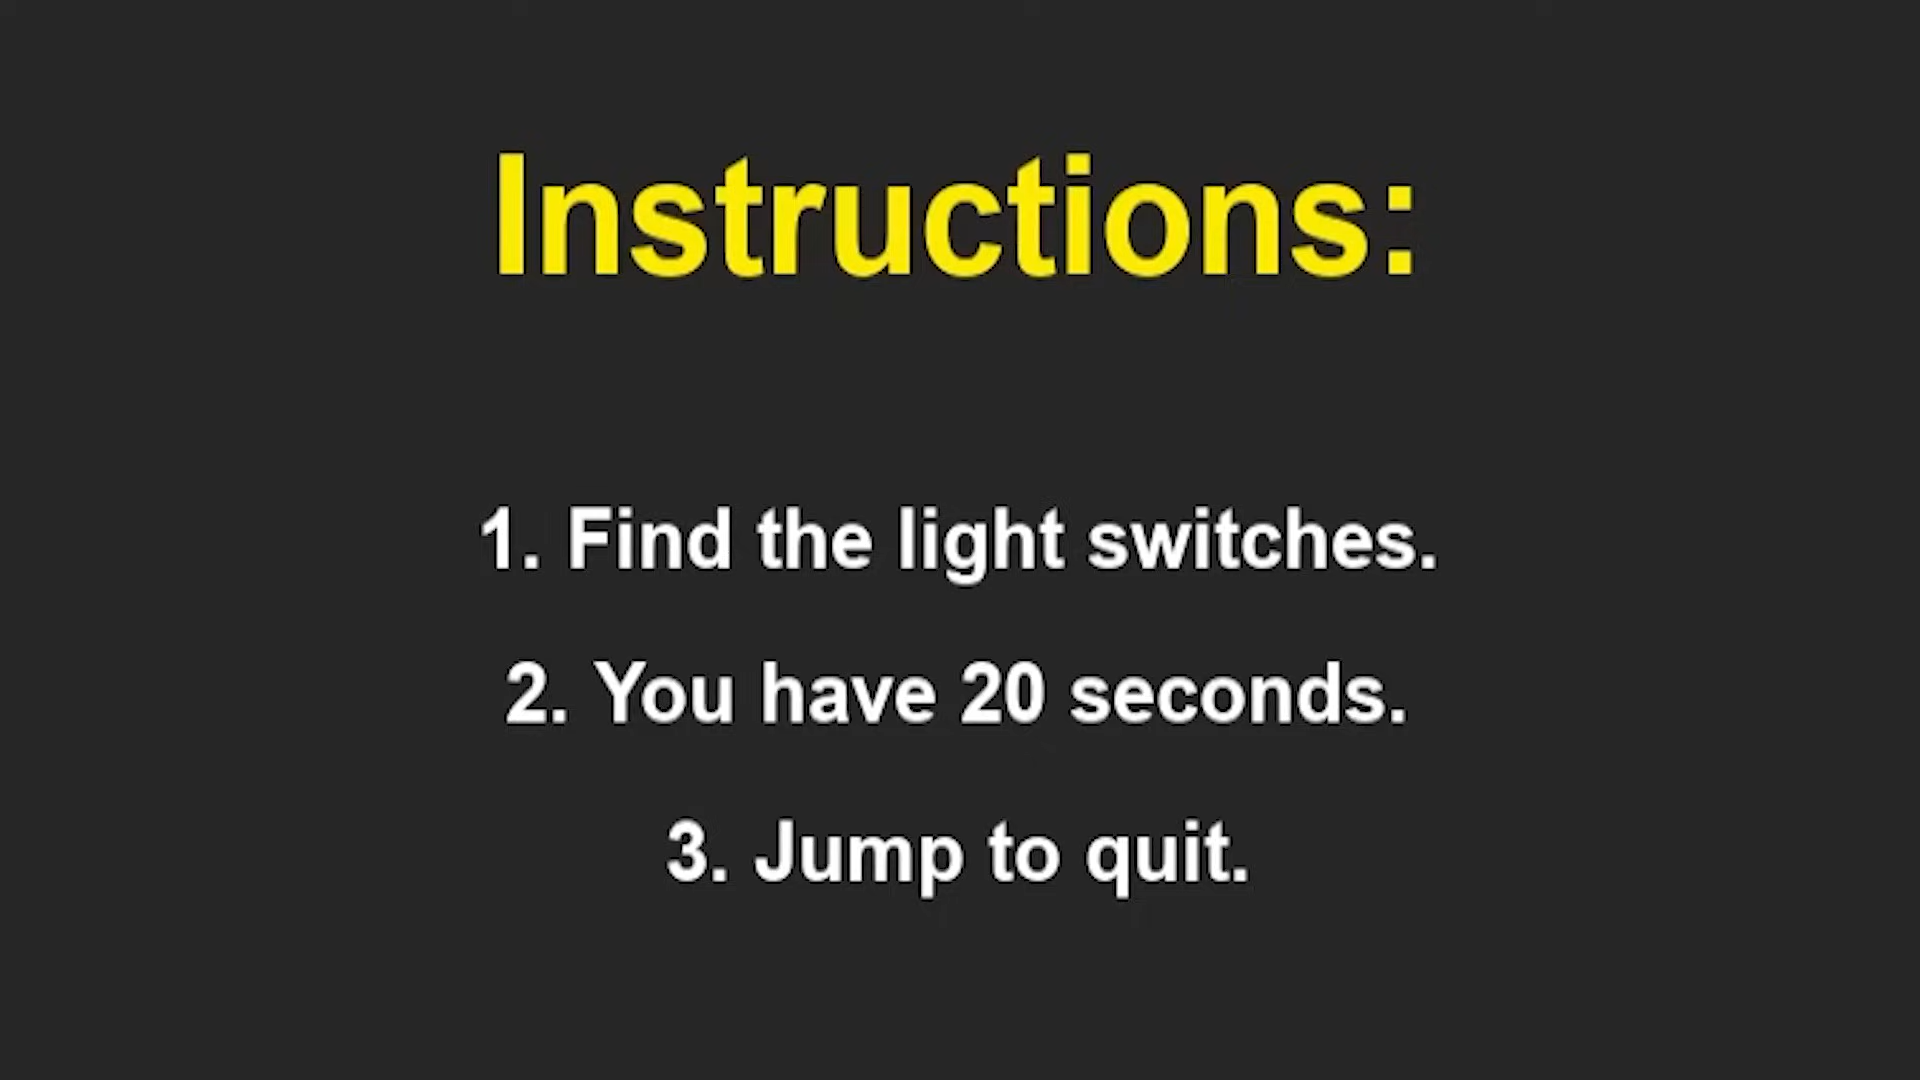 Instructions:
1. Find the light switches.
2. You have 20 seconds.
3. Jump to quit.